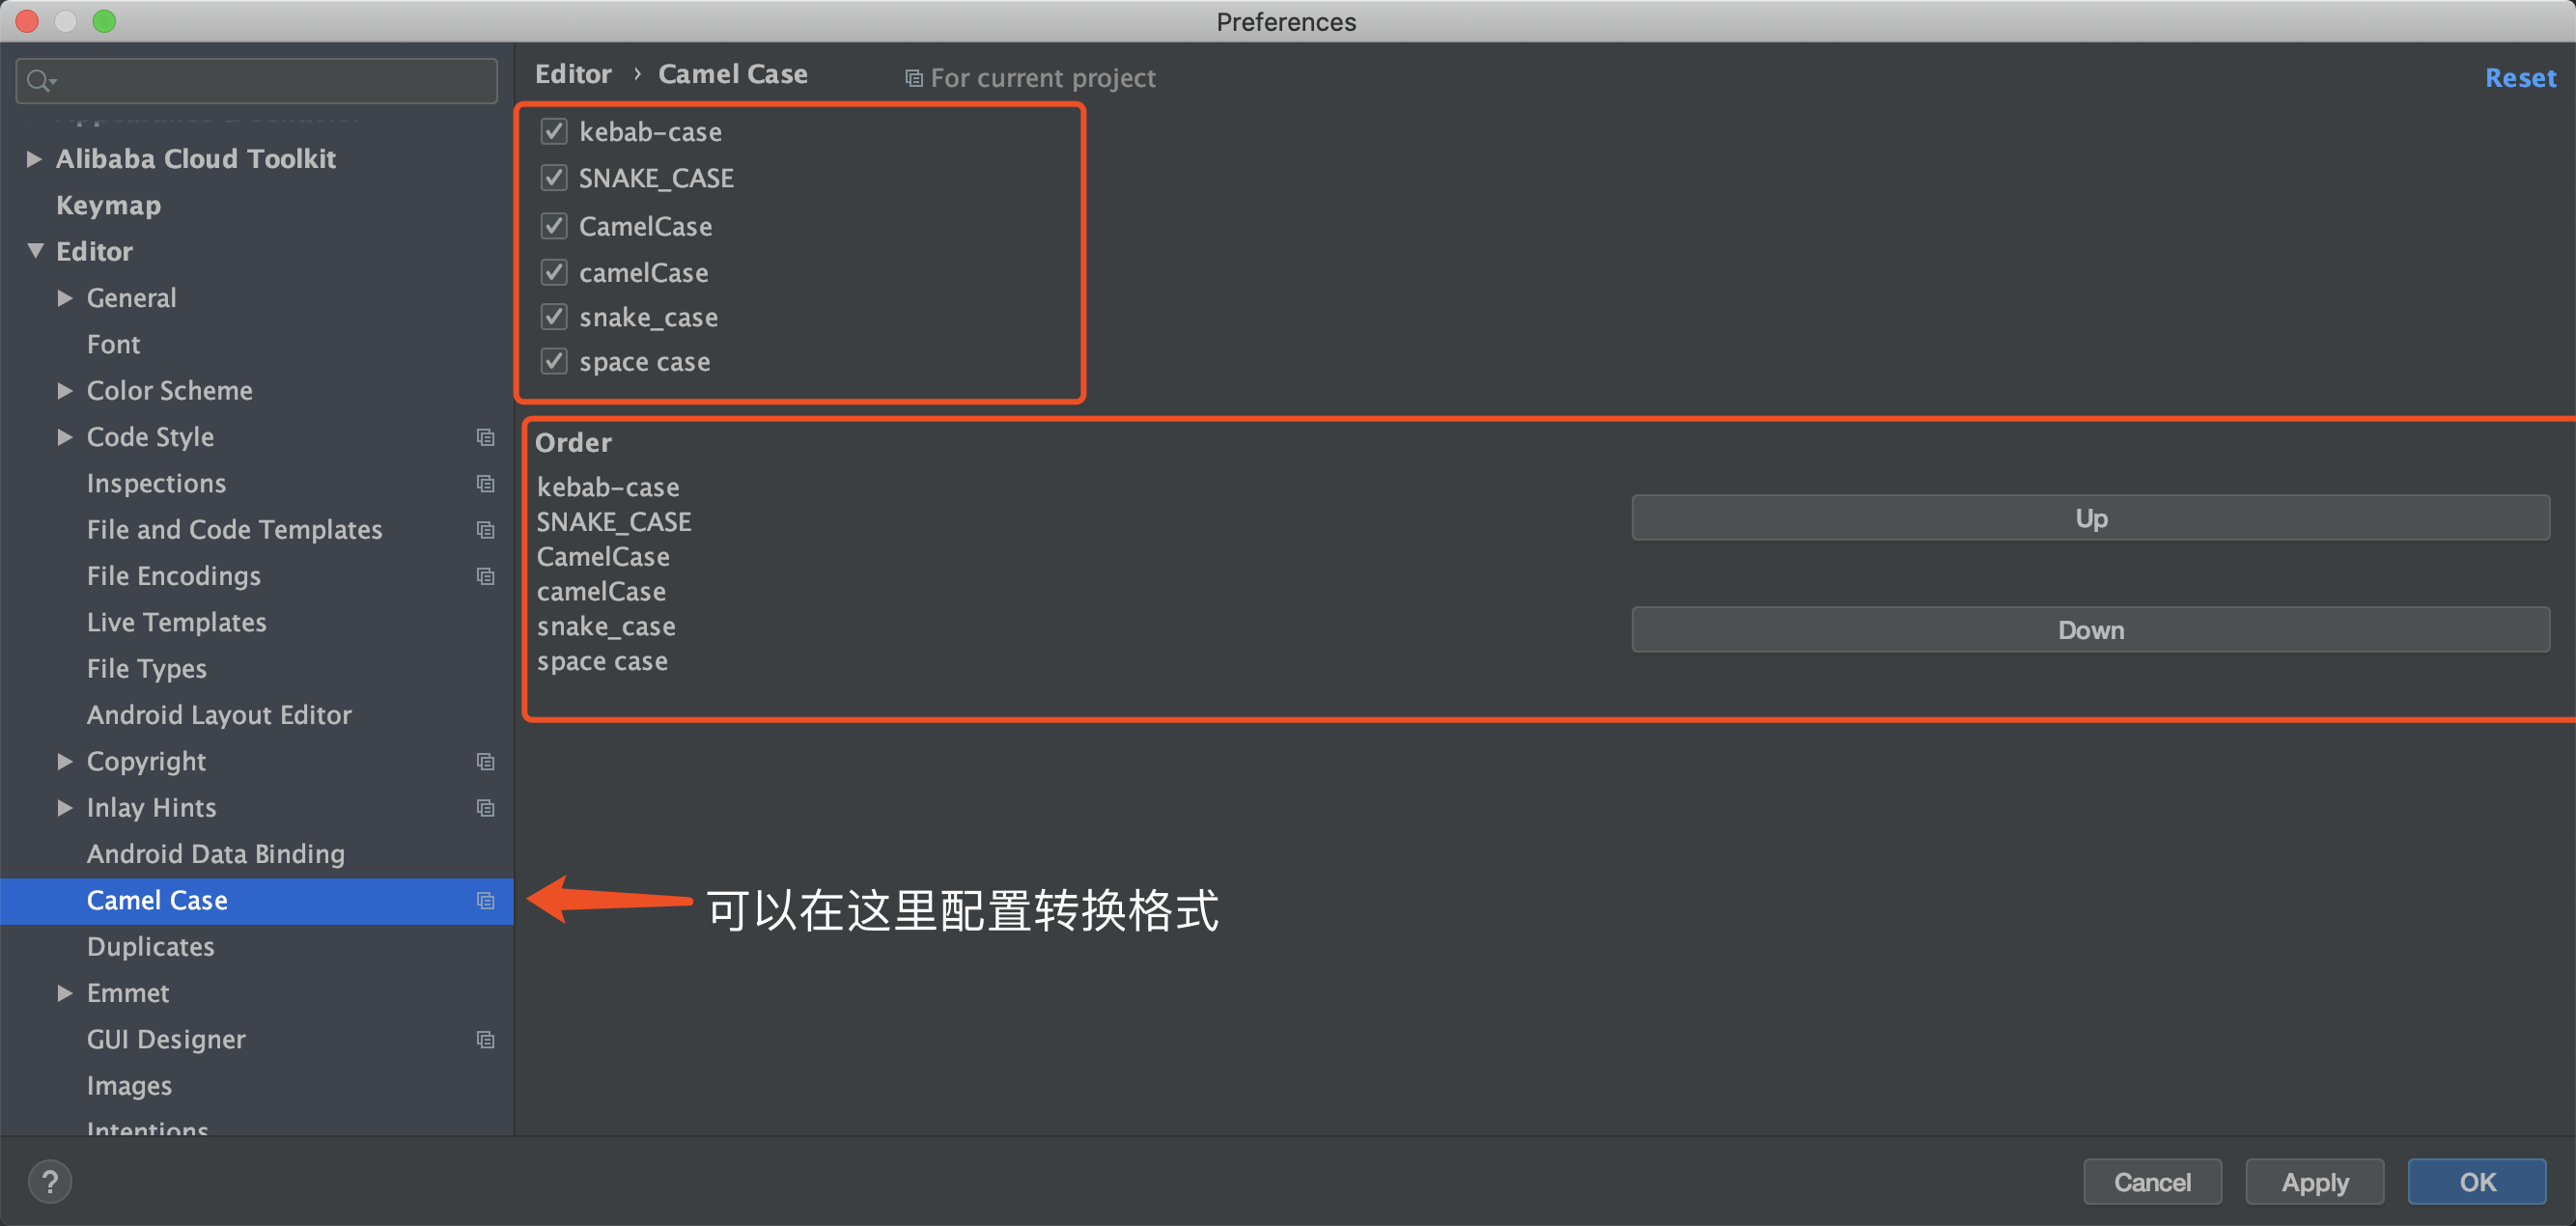 Preferences
Alibaba Cloud Toolkit
Keymap
Editor
General
Font
Color Scheme
Code Style
Inspections
File and Code Templates
File Encodings
Live Templates
File Types
Android Layout Editor
Copyright
Inlay Hints
Android Data Binding
Camel Case
Duplicates
Emmet
GUI Designer
Images
Intentions
Editor › Camel Case
For current project
Reset
kebab-case
SNAKE_CASE
CamelCase
camelCase
snake_case
space case
Order
kebab-case
SNAKE_CASE
CamelCase
camelCase
snake_case
space case
Up
Down
可以在这里配置转换格式
?
Cancel
Apply
OK